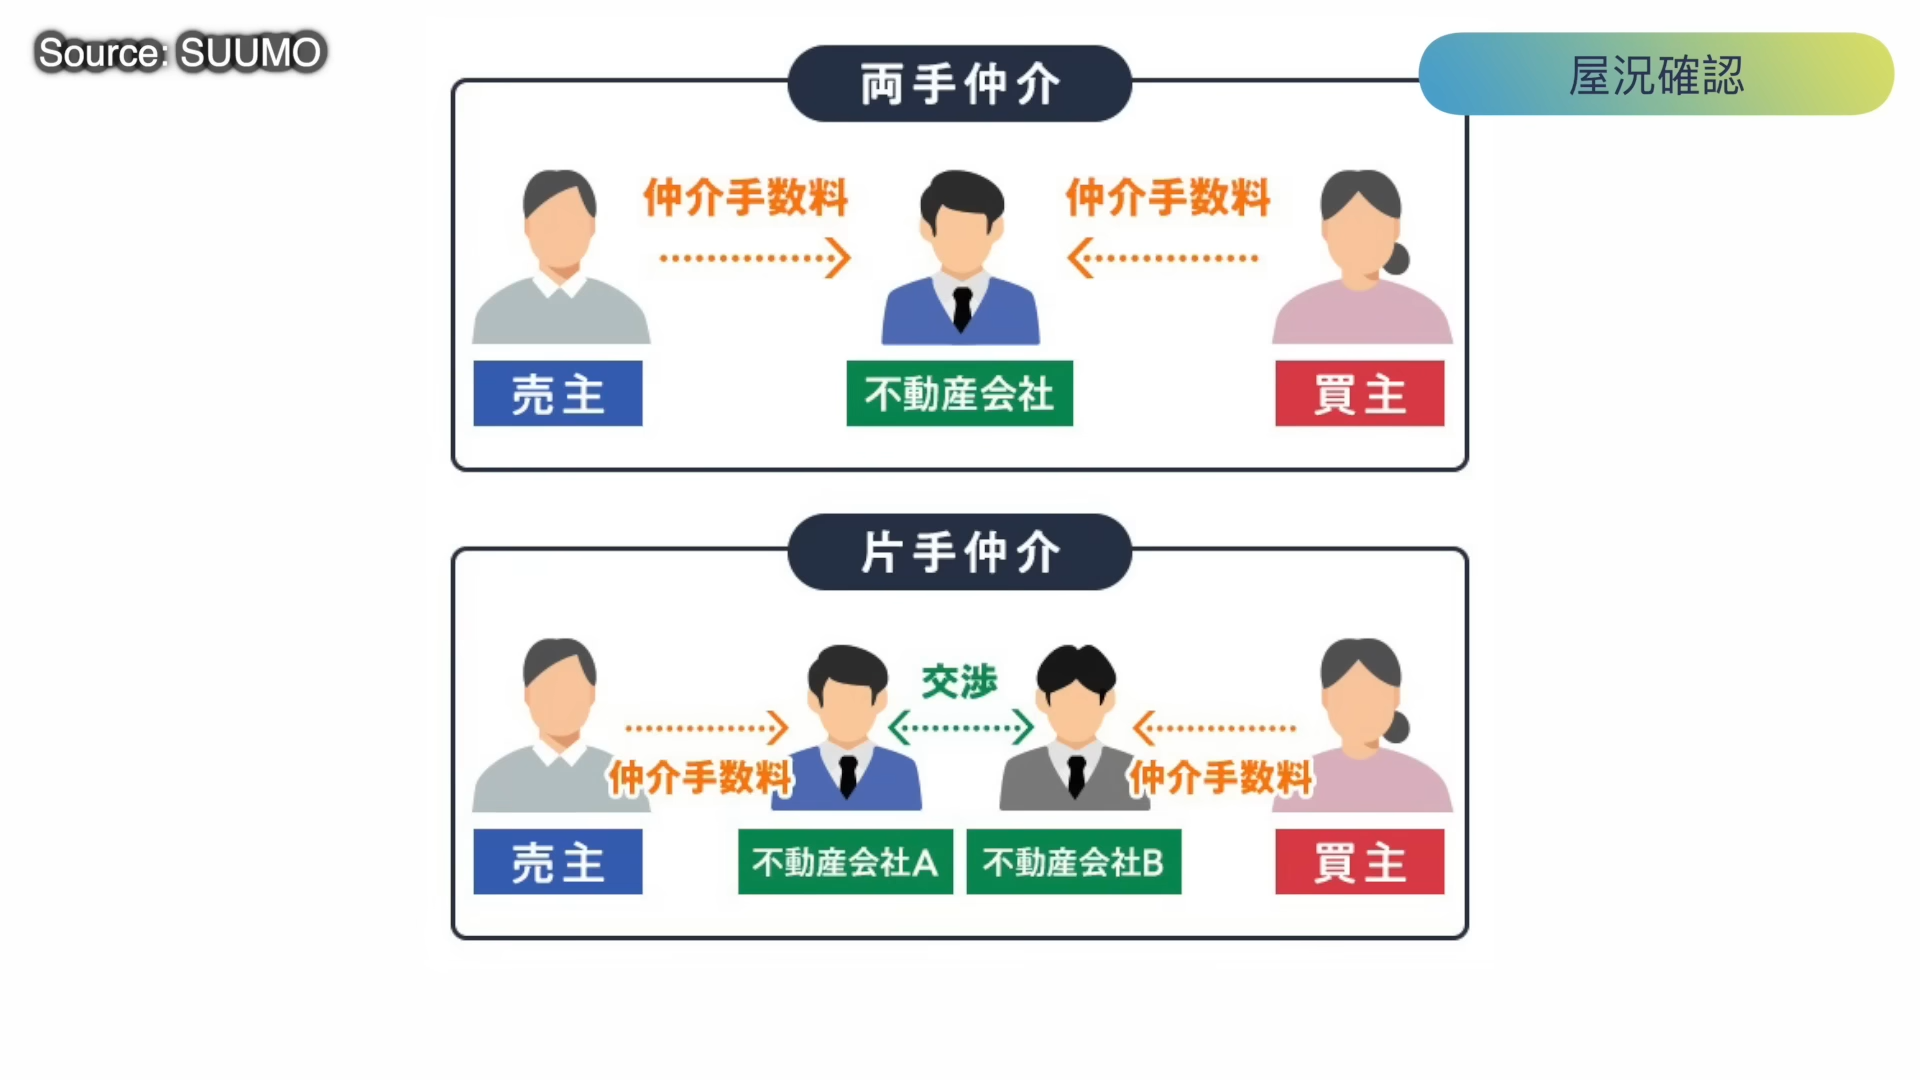 Source: SUUMO
屋況確認
両手仲介
仲介手数料
仲介手数料
売主
不動産会社
買主
片手仲介
交渉
仲介手数料
仲介手数料
売主
不動産会社A
不動産会社B
買主